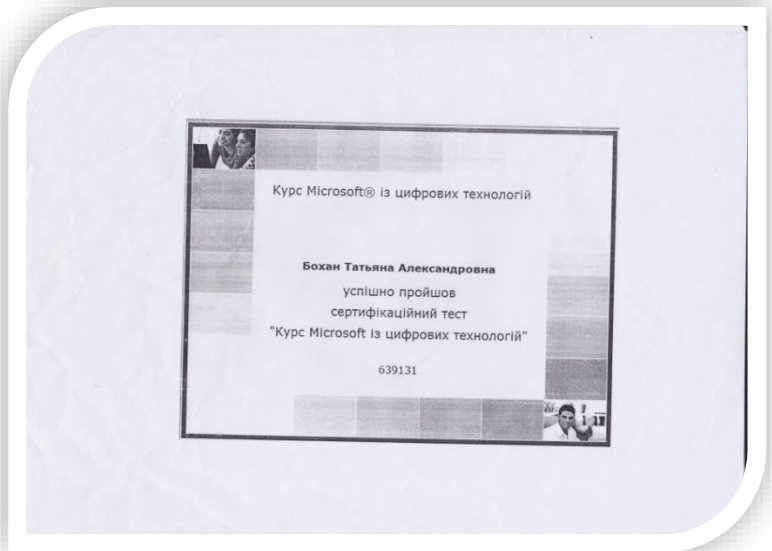 Курс Microsoft® із цифрових технологій
Бохан Татьяна Александровна
успішно пройшов
сертифікаційний тест
"Курс Microsoft із цифрових технологій"
639131